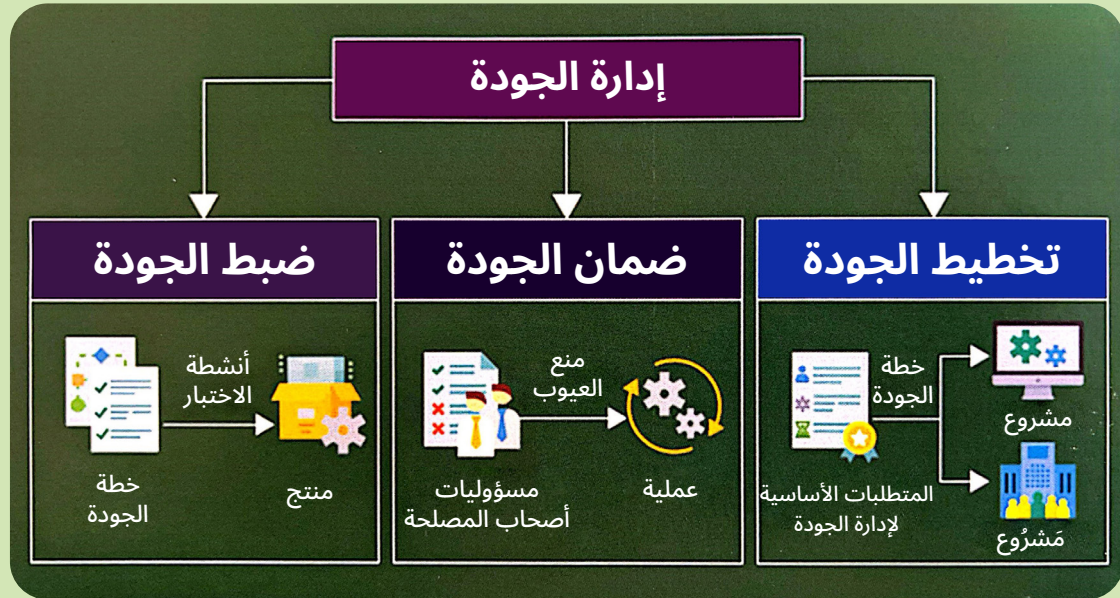 إدارة الجودة
تخطيط الجودة
خطة
الجودة
مشروع
المتطلبات الأساسية
لإدارة الجودة
مَشرُوع
ضمان الجودة
منع
العيوب
مسؤوليات
أصحاب المصلحة
عملية
ضبط الجودة
أنشطة
الاختبار
خطة
الجودة
منتج